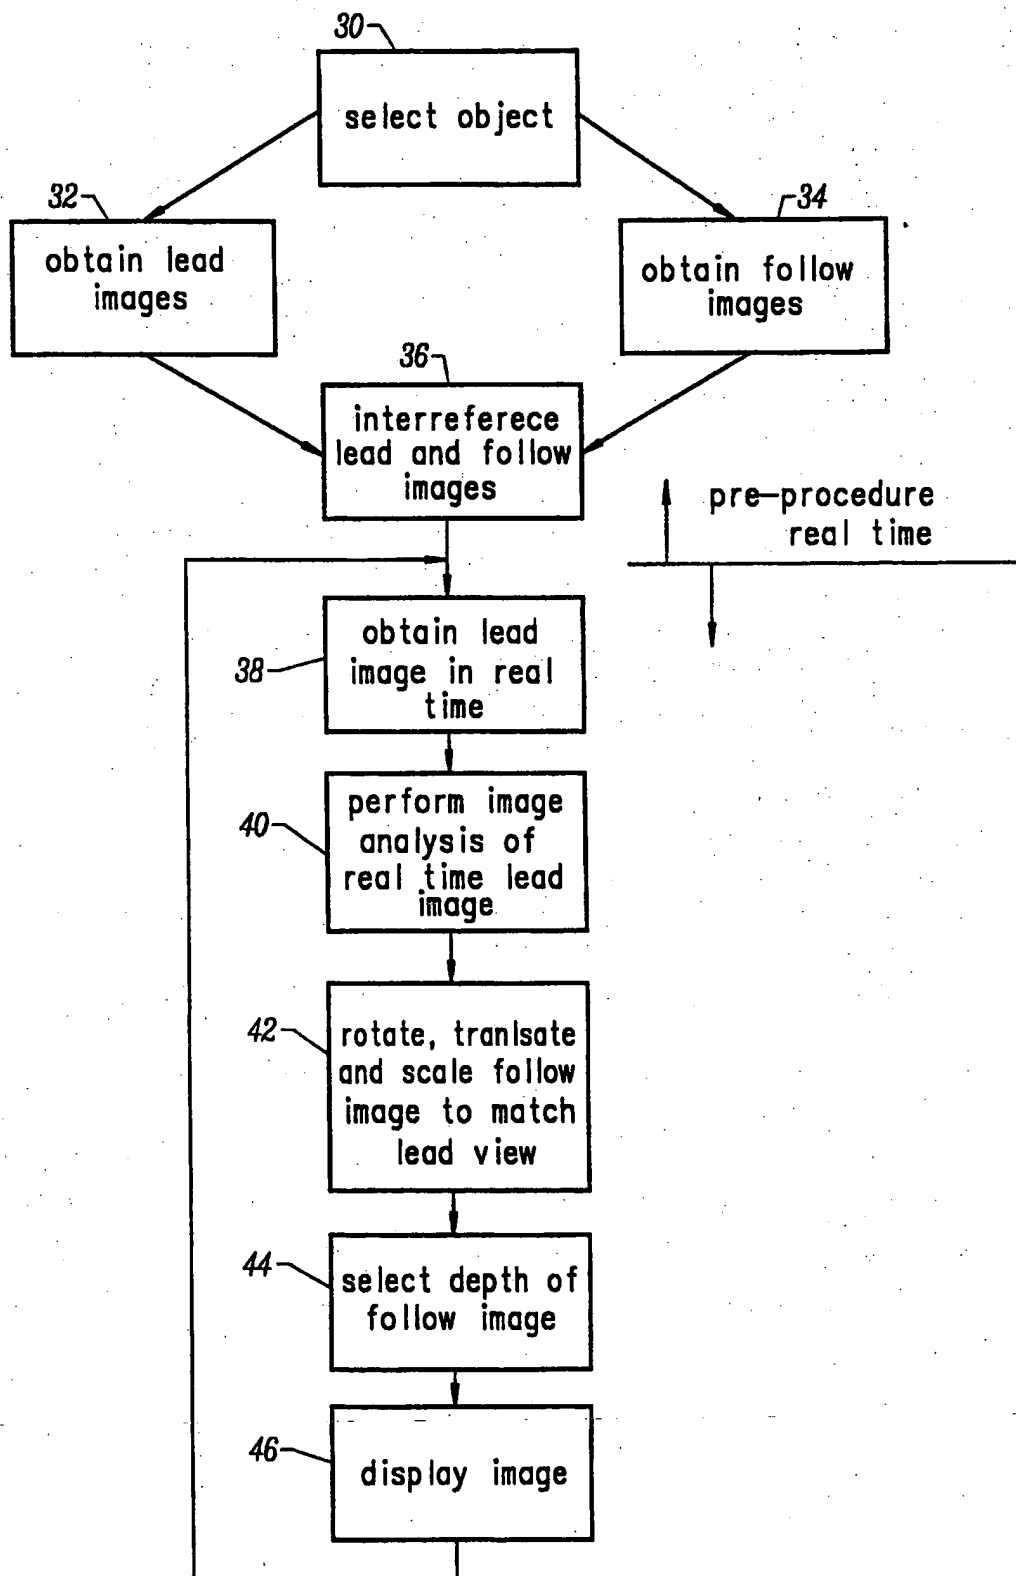 30
select object
32
obtain lead
images
34
obtain follow
images
36
interreferece
lead and follow
images
pre-procedure
real time
38
obtain lead
image in real
time
40
perform image
analysis of
real time lead
image
42
rotate, tranlsate
and scale follow
image to match
lead view
44
select depth of
follow image
46
display image